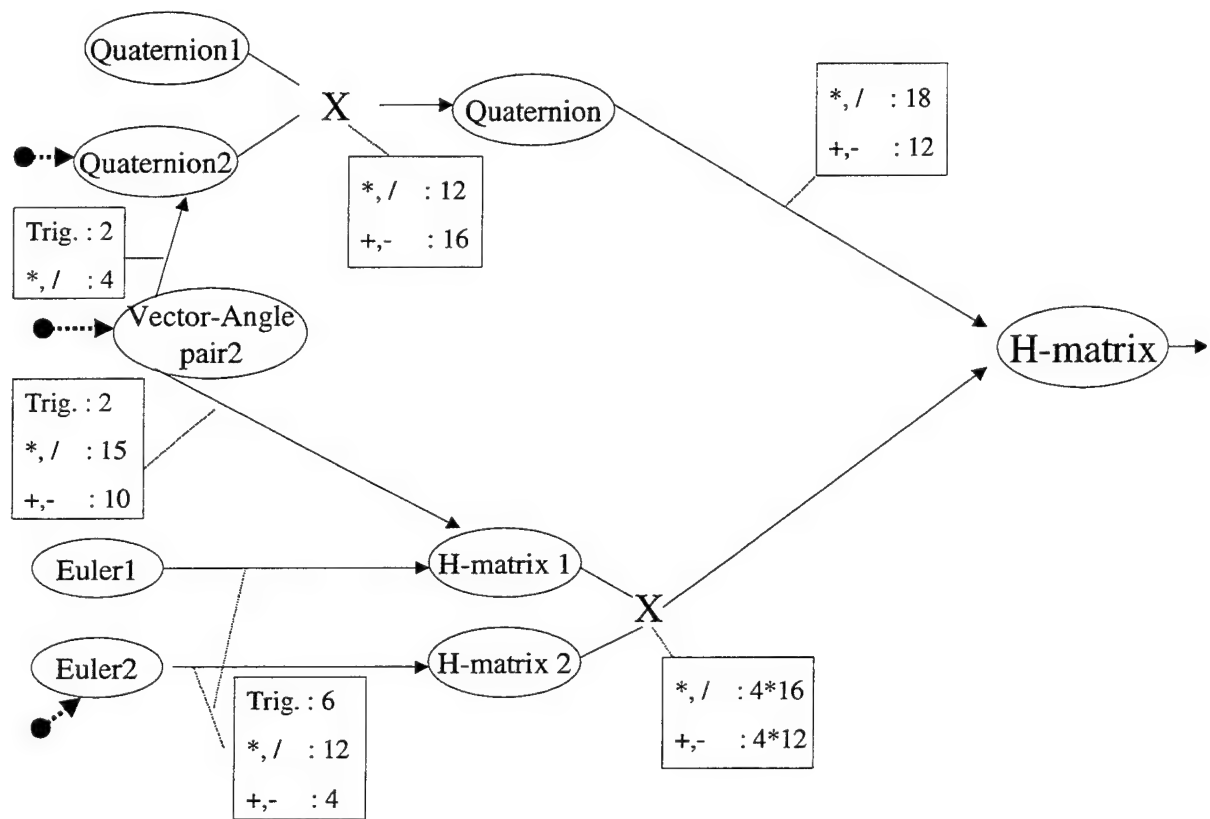 Quaternion1
X
Quaternion
*, / : 18
+,- : 12
Quaternion2
*, / : 12
+,- : 16
Trig. : 2
*, / : 4
Vector-Angle
pair2
H-matrix
Trig. : 2
*, / : 15
+,- : 10
Euler1
H-matrix 1
X
Euler2
H-matrix 2
Trig. : 6
*, / : 12
+,- : 4
*, / : 4*16
+,- : 4*12